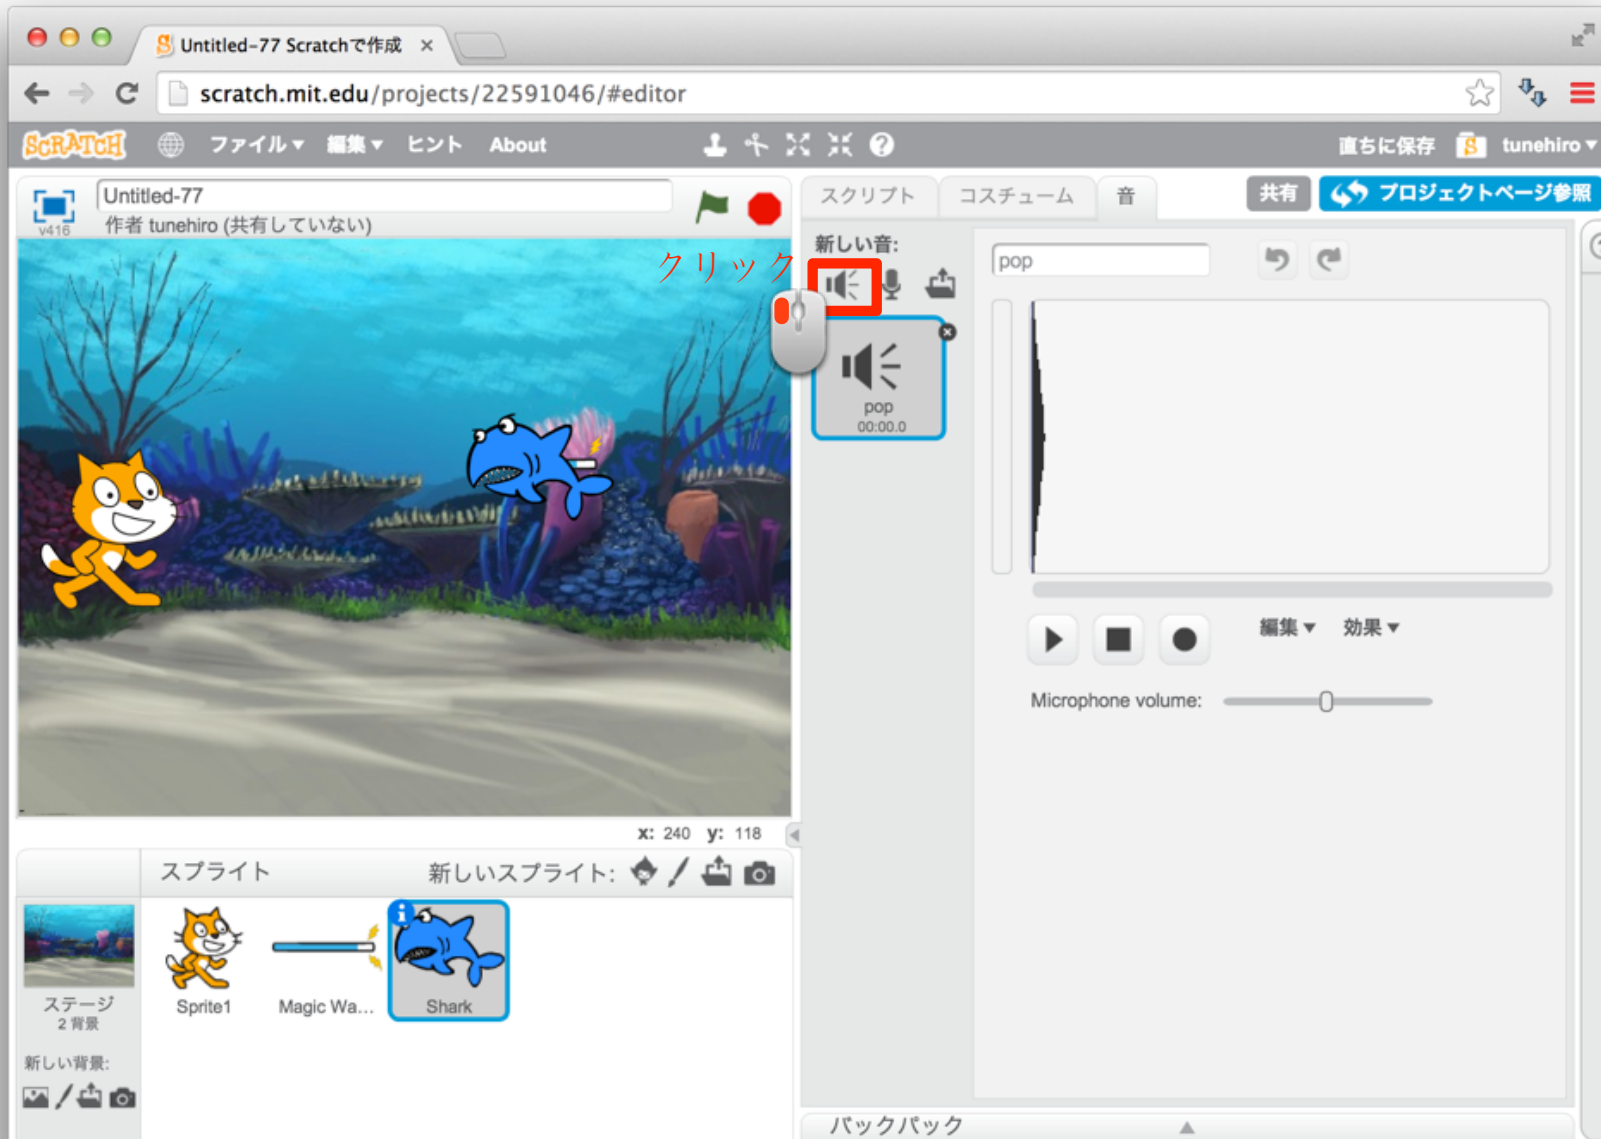 Untitled-77 Scratchで作成
scratch.mit.edu/projects/22591046/#editor
SCRATCH ファイル 編集 ヒント About 直ちに保存 tunehiro
Untitled-77
v416 作者 tunehiro (共有していない)
スクリプト コスチューム 音 共有 プロジェクトページ参照
新しい音:
クリック
pop
pop
00:00.0
編集 効果
Microphone volume:
x: 240 y: 118
スプライト 新しいスプライト:
ステージ
2 背景
Sprite1 Magic Wa... Shark
新しい背景:
バックパック